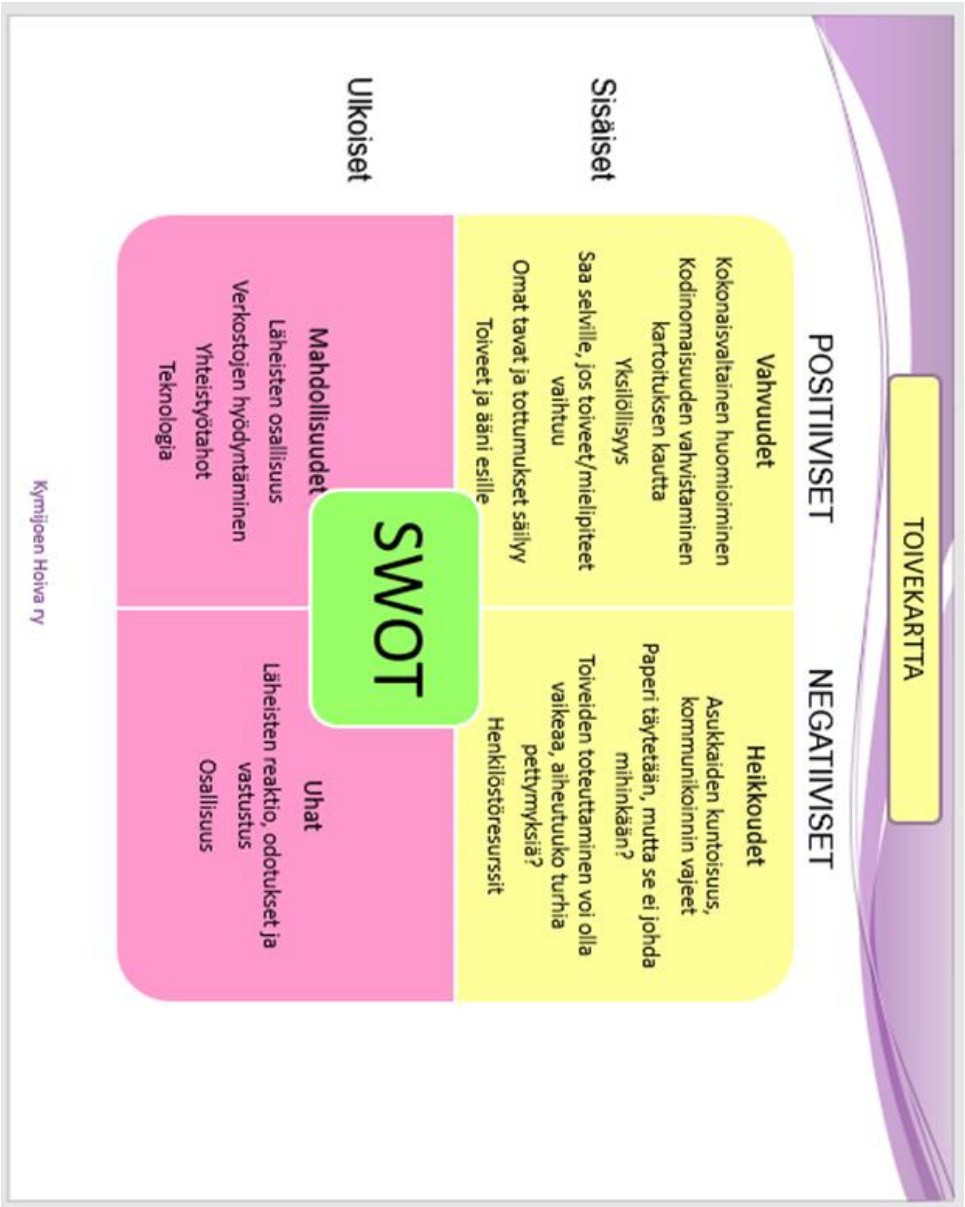 TOIVEKARTTA
POSITIIVISET
NEGATIIVISET
Sisäiset
Vahvuudet
Kokonaisvaltainen huomioiminen
Kodinomaisuuden vahvistaminen
kartoituksen kautta
Yksilöllisyys
Saa selville, jos toiveet/mielipiteet
vaihtuu
Omat tavat ja tottumukset säilyy
Toiveet ja ääni esille
Heikkoudet
Asukkaiden kuntoisuus,
kommunikoinnin vajeet
Paperi täytetään, mutta se ei johda
mihinkään?
Toiveiden toteuttaminen voi olla
vaikeaa, aiheutuuko turhia
pettymyksiä?
Henkilöstöresurssit
SWOT
Ulkoiset
Mahdollisuudet
Läheisten osallisuus
Verkostojen hyödyntäminen
Yhteistyötahot
Teknologia
Uhat
Läheisten reaktio, odotukset ja
vastustus
Osallisuus
Kymijoen Hoiva ry